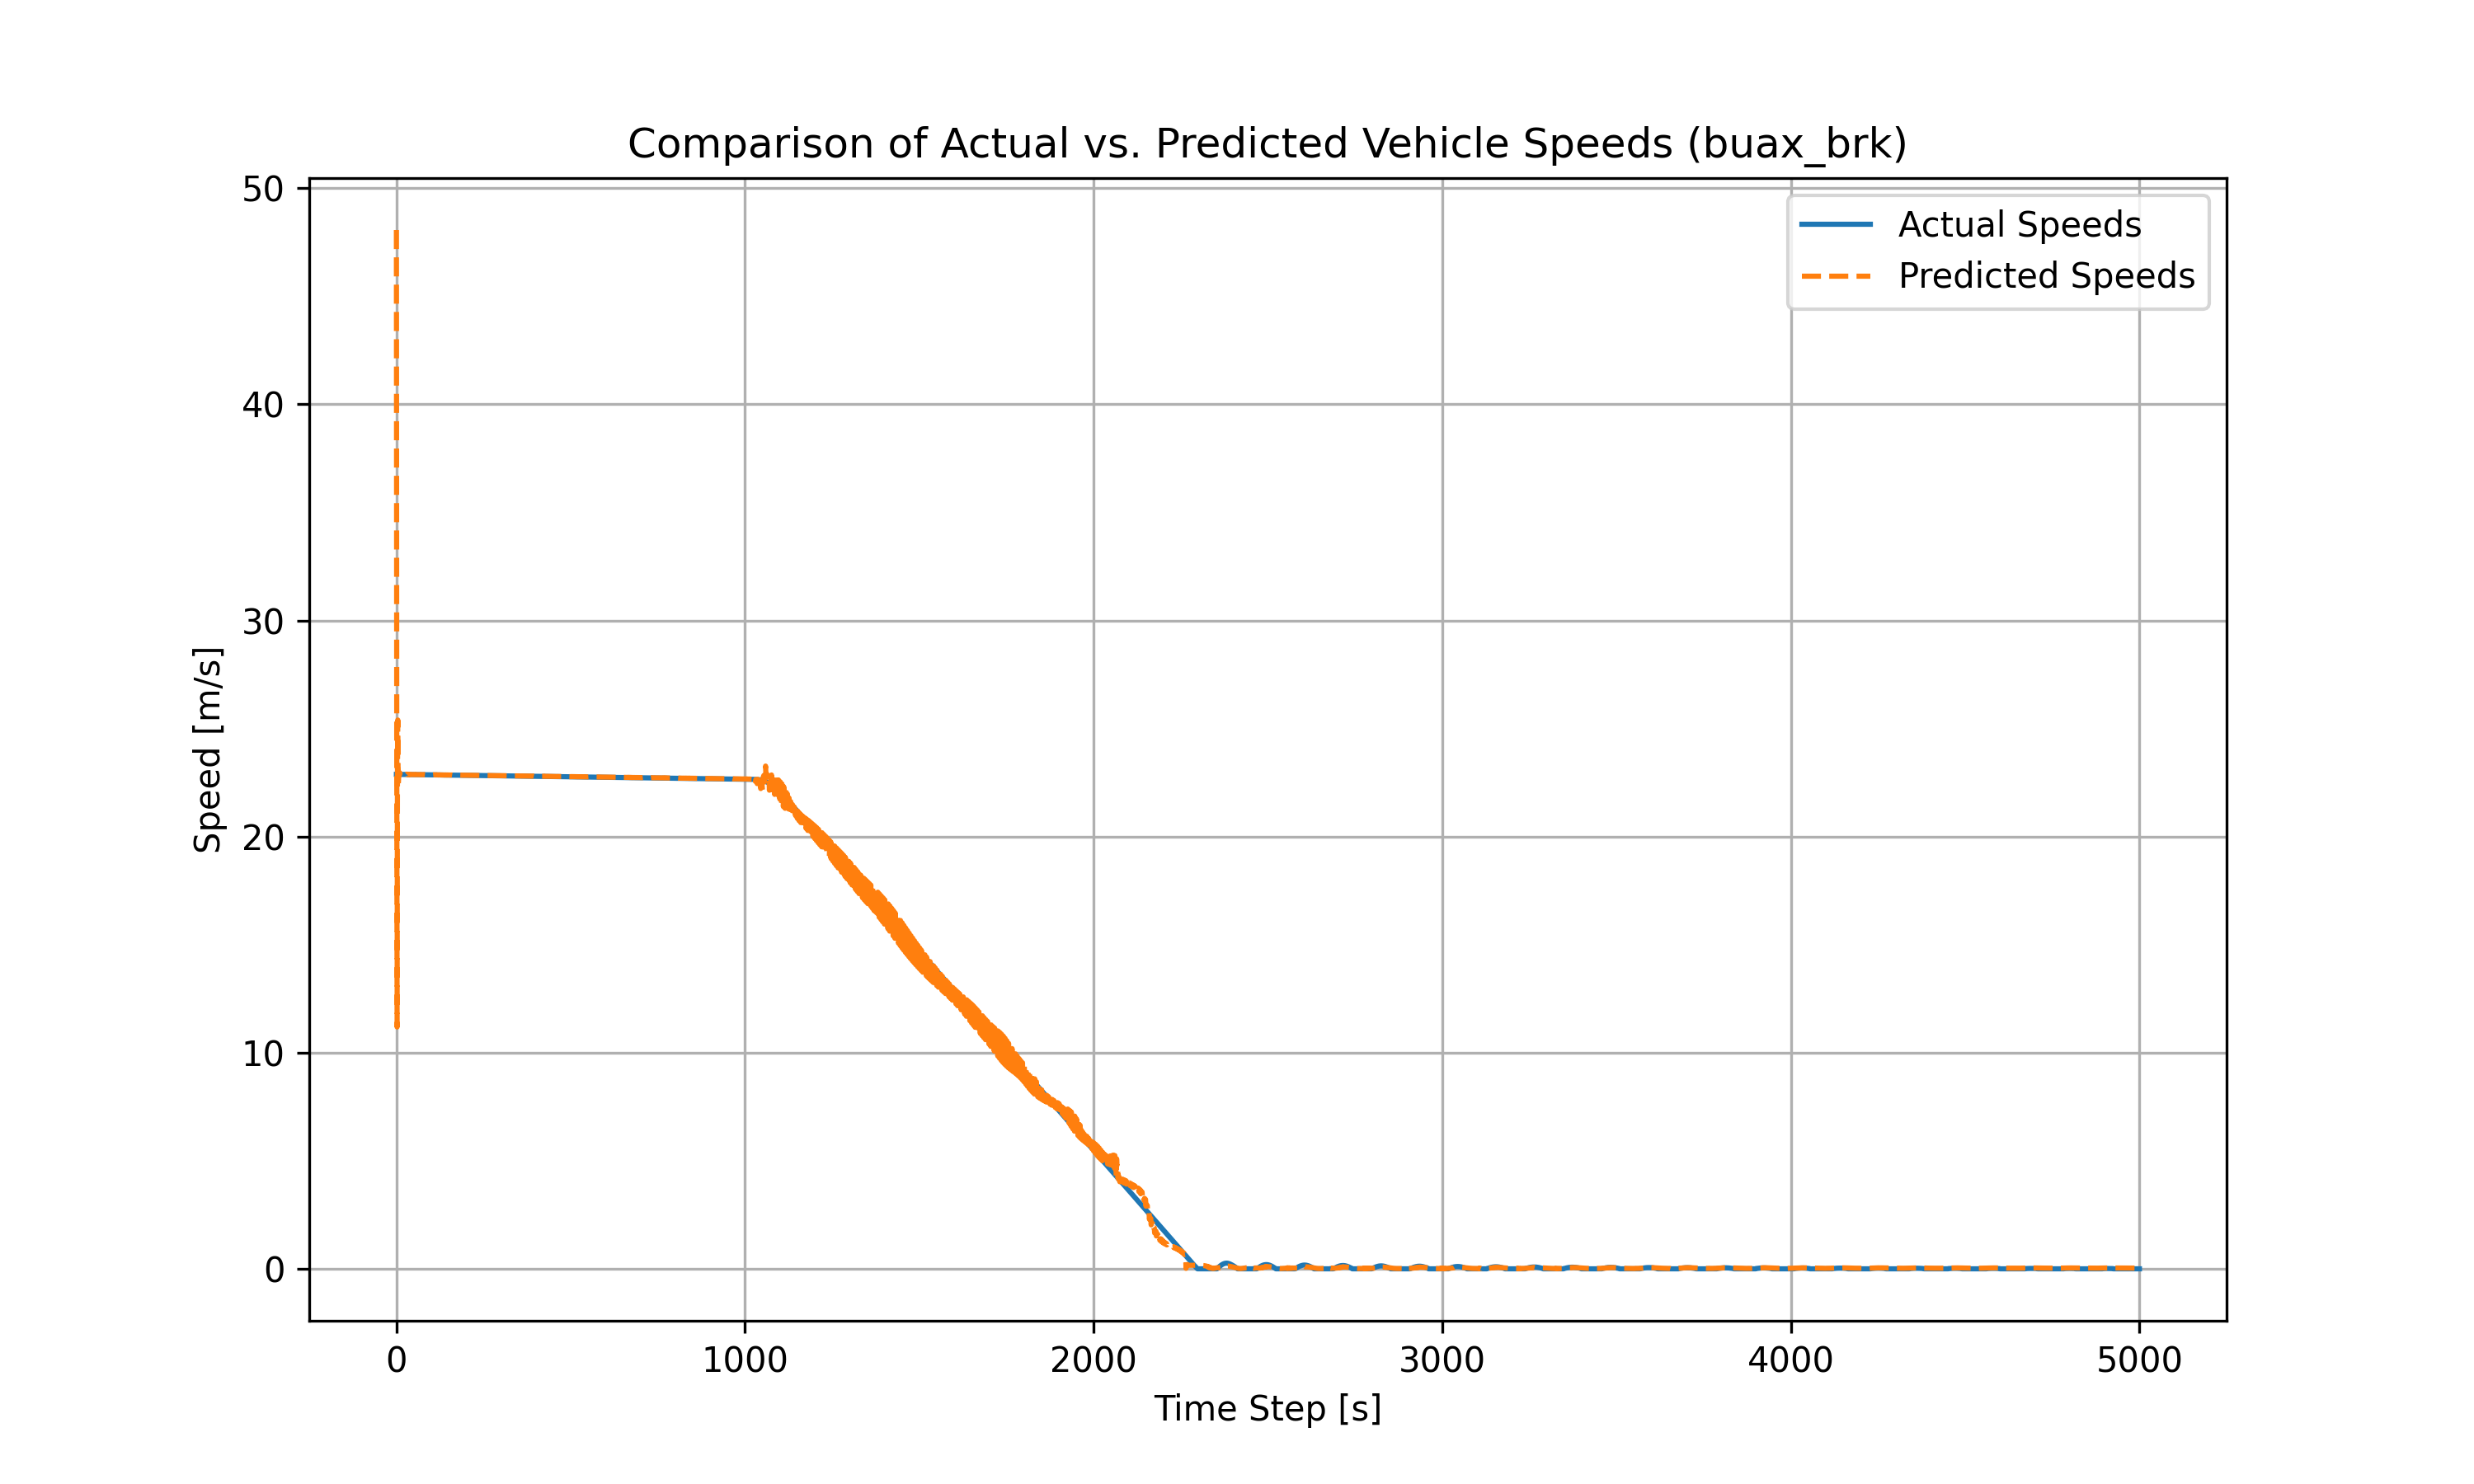 Comparison of Actual vs. Predicted Vehicle Speeds (buax_brk)
50
40
30
20
10
0
Speed [m/s]
Actual Speeds
Predicted Speeds
0
1000
2000
3000
4000
5000
Time Step [s]